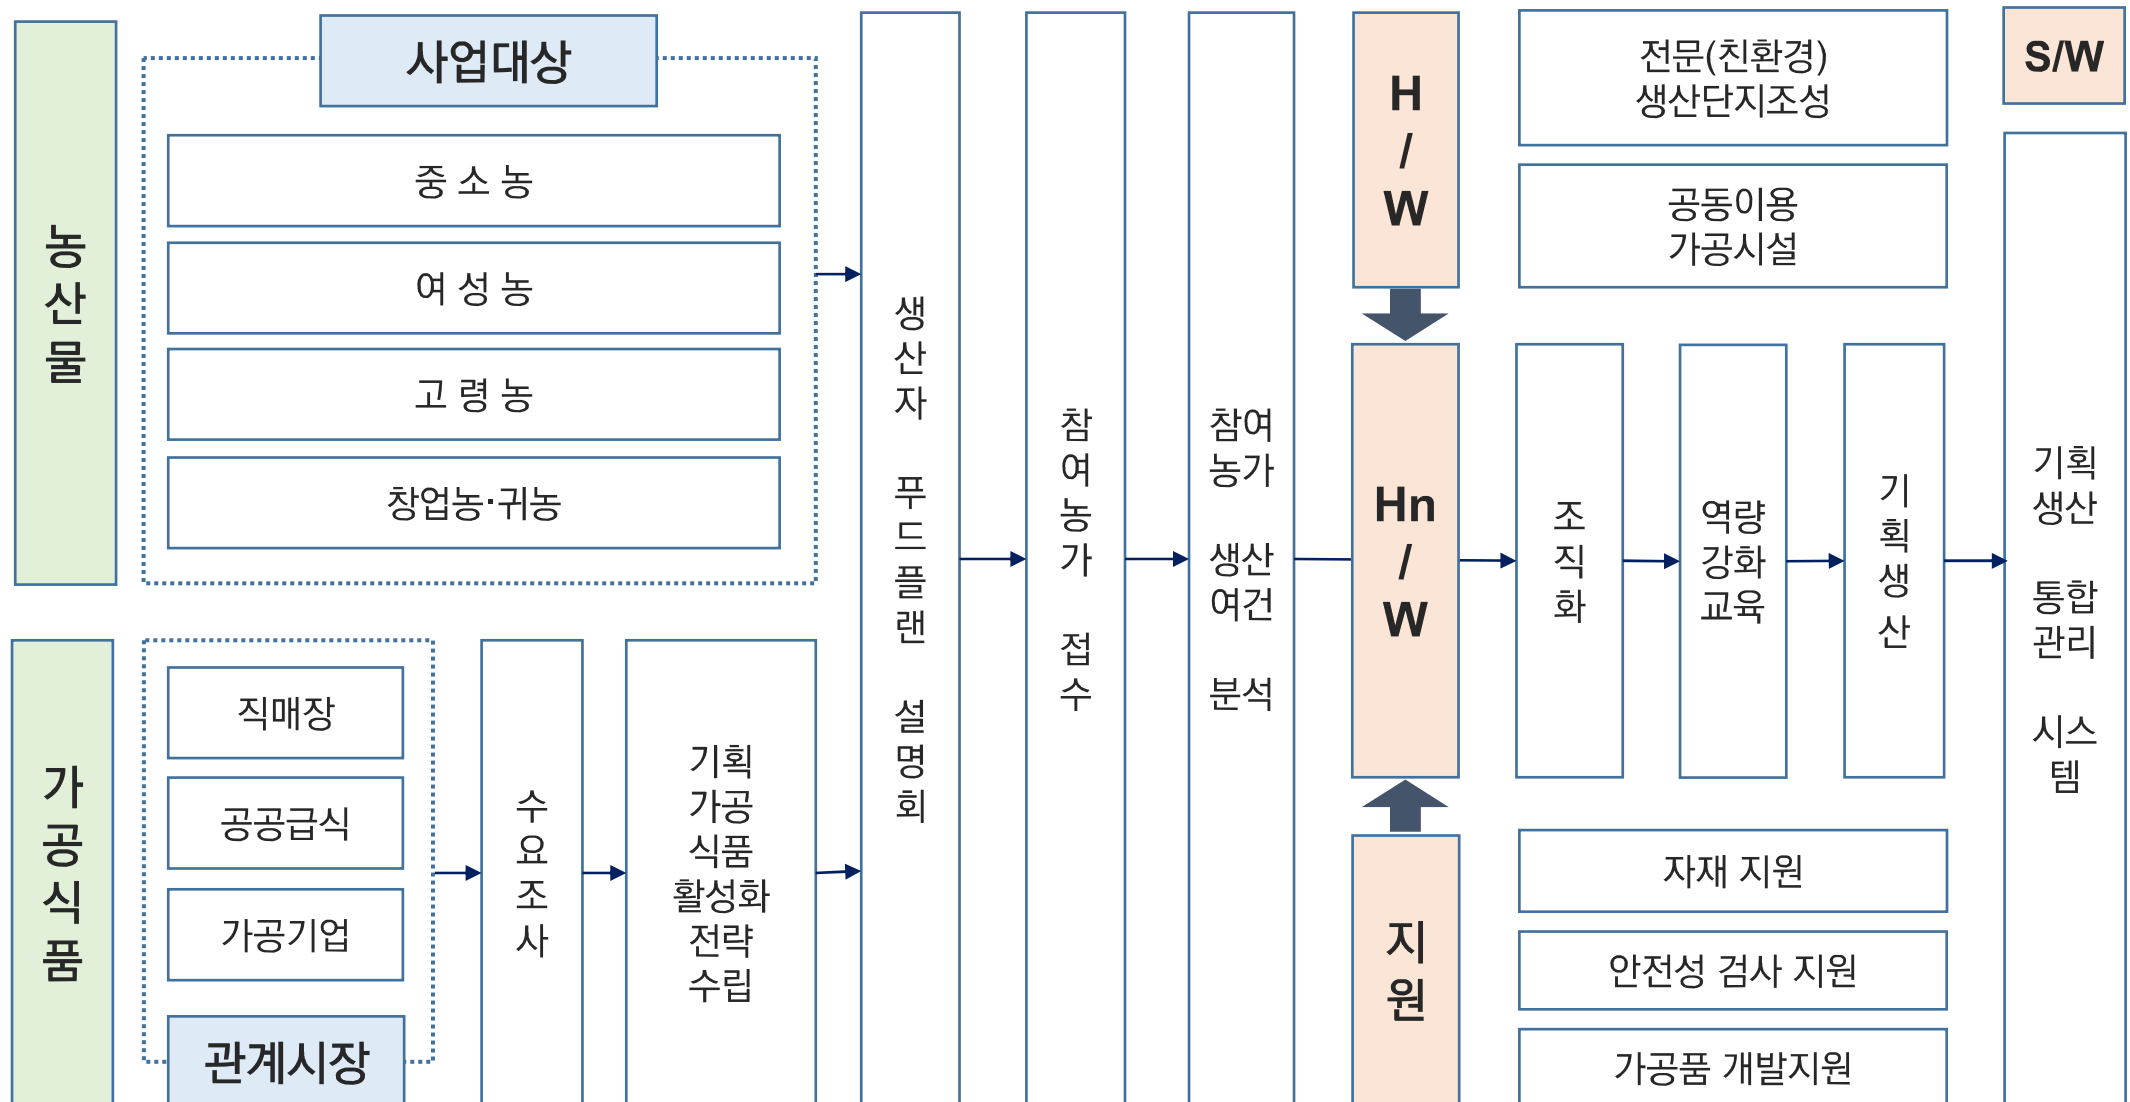 농
산
물
사업대상
중 소 농
여 성 농
고 령 농
창업농·귀농
가
공
식
품
직매장
공공급식
가공기업
관계시장
수
요
조
사
기획
가공
식품
활성화
전략
수립
생
산
자
푸
드
플
랜
설
명
회
참
여
농
가
접
수
참여
농가
생산
여건
분석
H
/
W
전문(친환경)
생산단지조성
공동이용
가공시설
Hn
/
W
조
직
화
역량
강화
교육
기
획
생
산
지
원
자재 지원
안전성 검사 지원
가공품 개발지원
S/W
기획
생산
통합
관리
시스
템